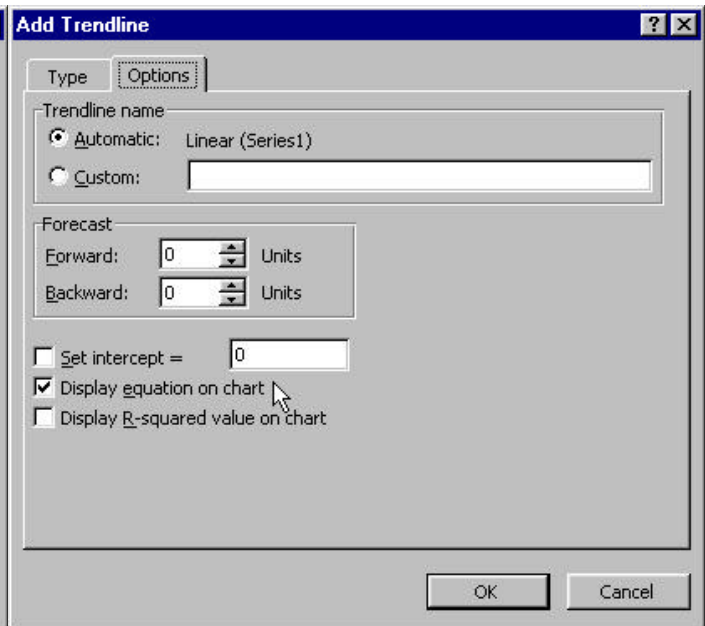 Add Trendline
Type Options
Trendline name
Automatic: Linear (Series1)
Custom:
Forecast
Forward: 0 Units
Backward: 0 Units
Set intercept = 0
Display equation on chart
Display R-squared value on chart
OK Cancel